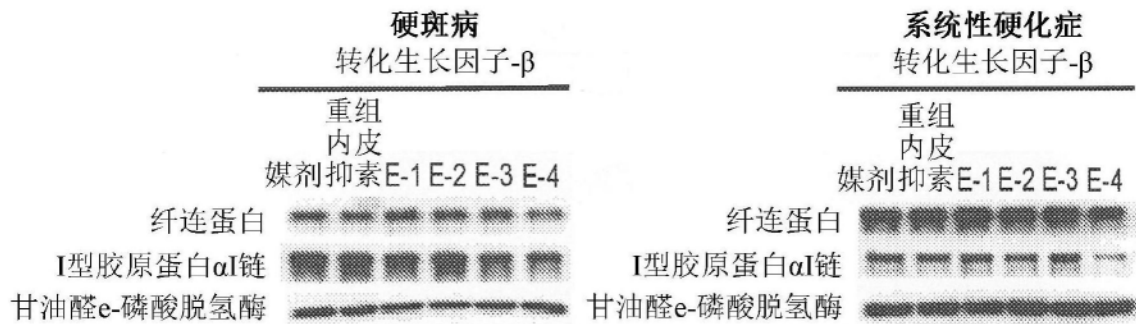 硬斑病
转化生长因子-β
重组
内皮
媒剂抑素E-1 E-2 E-3 E-4
纤连蛋白
I型胶原蛋白αI链
甘油醛e-磷酸脱氢酶
系统性硬化症
转化生长因子-β
重组
内皮
媒剂抑素E-1 E-2 E-3 E-4
纤连蛋白
I型胶原蛋白αI链
甘油醛e-磷酸脱氢酶